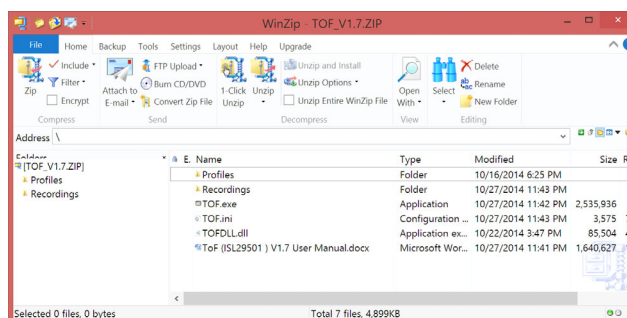 WinZip - TOF_V1.7.ZIP
File Home Backup Tools Settings Layout Help Upgrade
Zip
Include
Filter
Encrypt
Compress
Attach to E-mail
FTP Upload
Burn CD/DVD
Convert Zip File
Send
1-Click Unzip
Unzip
Unzip and Install
Unzip Options
Unzip Entire WinZip File
Decompress
Open With
View
Select
Delete
Rename
New Folder
Editing
Address \
Folders
[TOF_V1.7.ZIP]
Profiles
Recordings
E. Name Type Modified Size R
Profiles Folder 10/16/2014 6:25 PM
Recordings Folder 10/27/2014 11:43 PM
TOF.exe Application 10/27/2014 11:42 PM 2,535,936
TOF.ini Configuration ... 10/27/2014 11:43 PM 3,575
TOFDLL.dll Application ex... 10/22/2014 3:47 PM 85,504
ToF (ISL29501 ) V1.7 User Manual.docx Microsoft Wor... 10/27/2014 11:41 PM 1,640,627
Selected 0 files, 0 bytes Total 7 files, 4,899KB